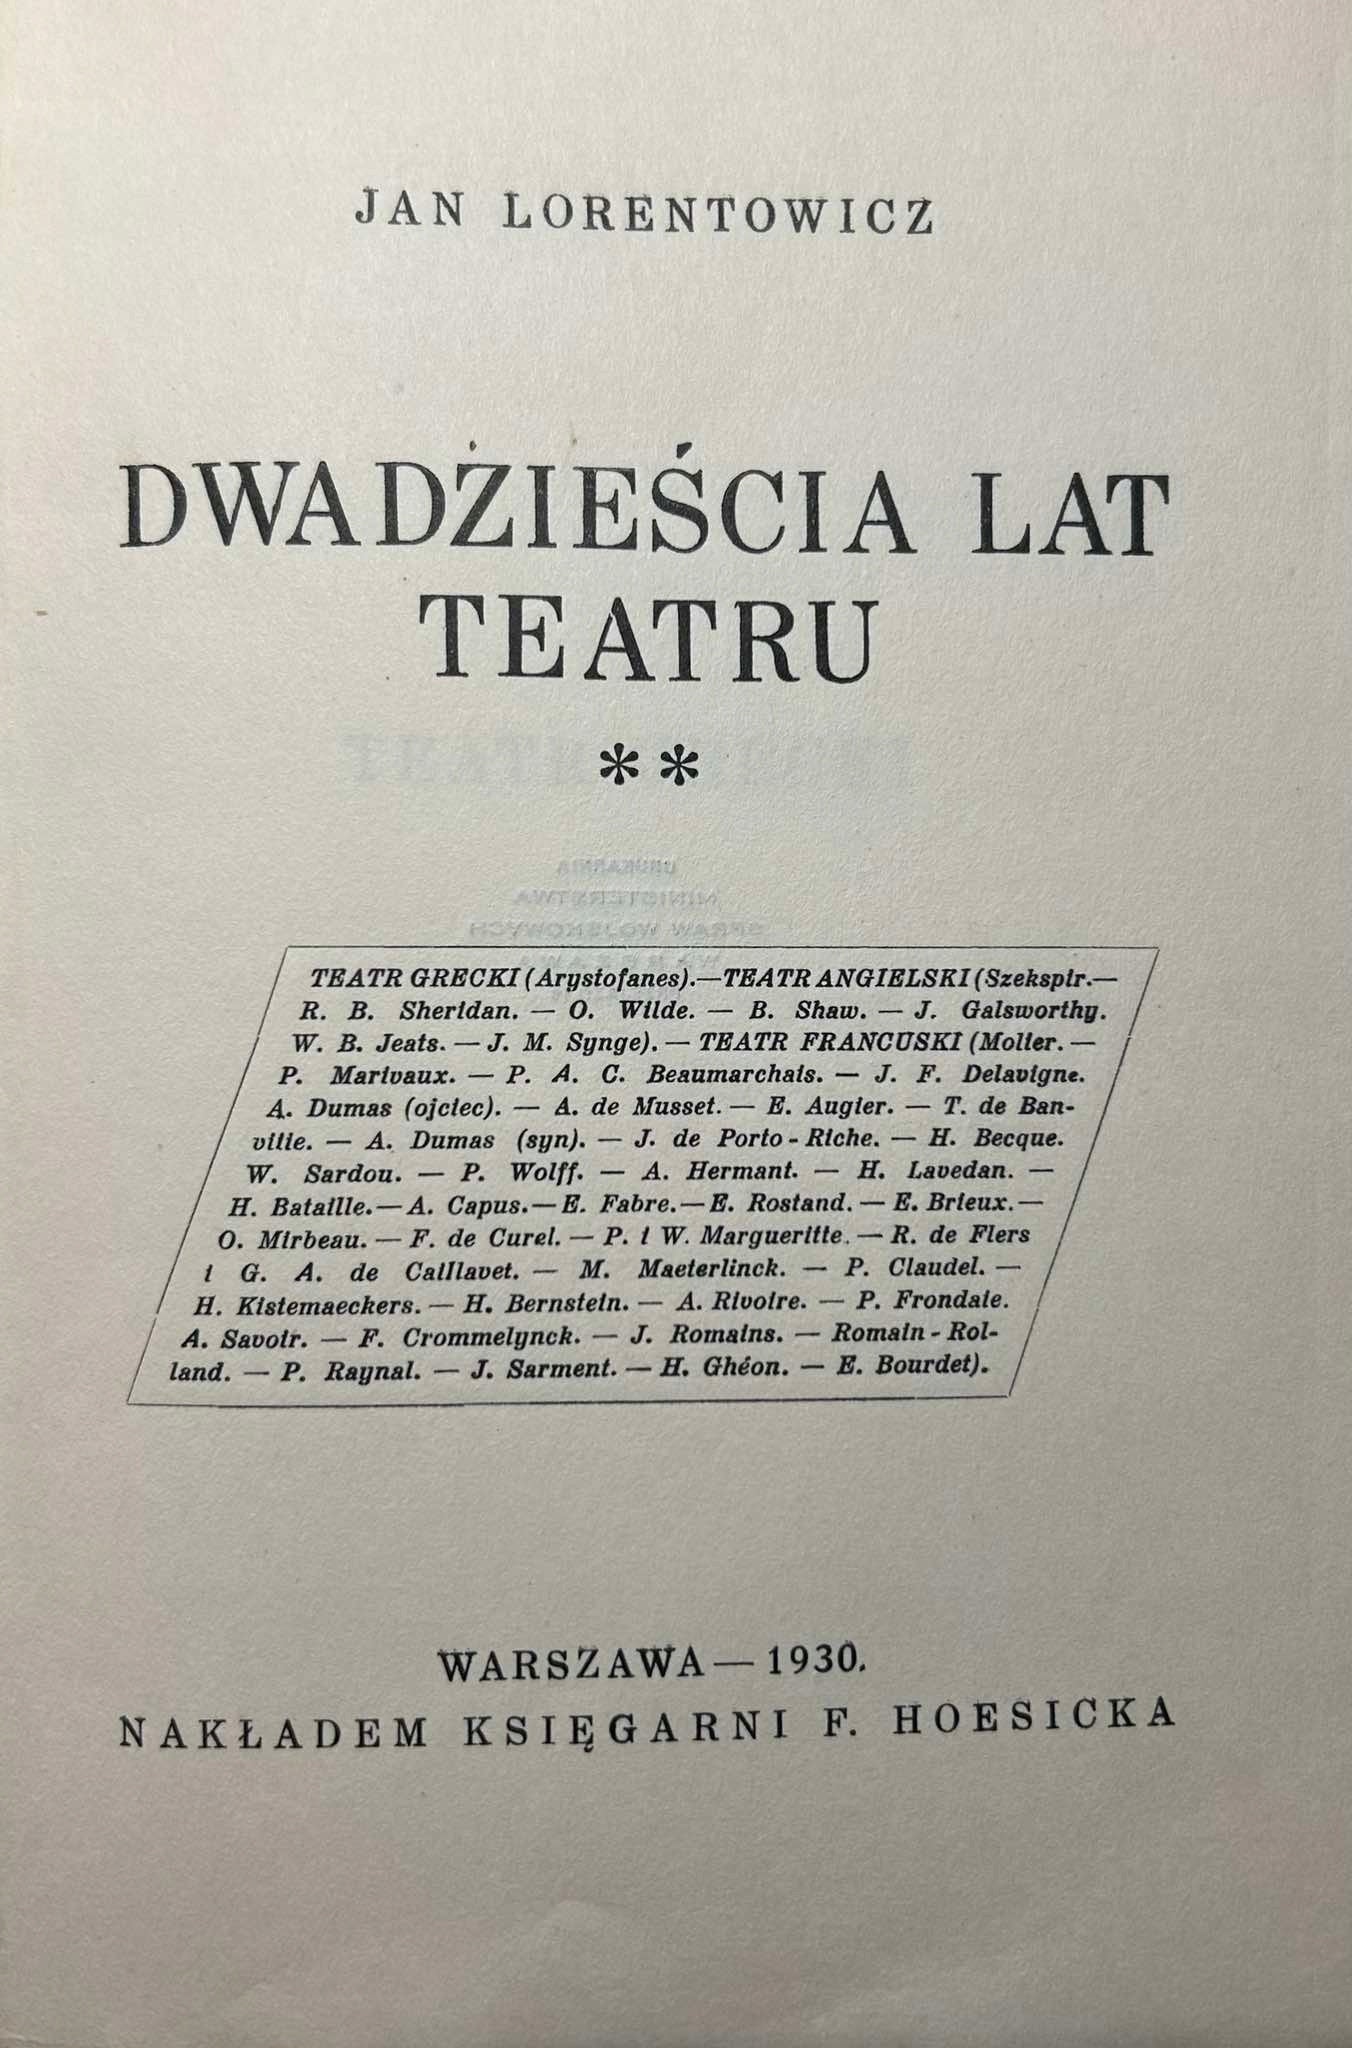 JAN LORENTOWICZ
DWADZIEŚCIA LAT
TEATRU
**
TEATR GRECKI (Arystofanes).—TEATR ANGIELSKI (Szekspir.—
R. B. Sheridan. — O. Wilde. — B. Shaw. — J. Galsworthy.
W. B. Jeats. — J. M. Synge). — TEATR FRANCUSKI (Molier. —
P. Marivaux. — P. A. C. Beaumarchais. — J. F. Delavigne.
A. Dumas (ojciec). — A. de Musset. — E. Augier. — T. de Ban-
ville. — A. Dumas (syn). — J. de Porto-Riche. — H. Becque.
W. Sardou. — P. Wolff. — A. Hermant. — H. Lavedan. —
H. Bataille.—A. Capus.—E. Fabre.—E. Rostand.—E. Brieux.—
O. Mirbeau. — F. de Curel. — P. i W. Margueritte. — R. de Flers
i G. A. de Caillavet. — M. Maeterlinck. — P. Claudel. —
H. Kistemaeckers. — H. Bernstein. — A. Rivoire. — P. Frondaie.
A. Savoir. — F. Crommelynck. — J. Romains. — Romain-Rol-
land. — P. Raynal. — J. Sarment. — H. Ghéon. — E. Bourdet).
WARSZAWA — 1930.
NAKŁADEM KSIĘGARNI F. HOESICKA